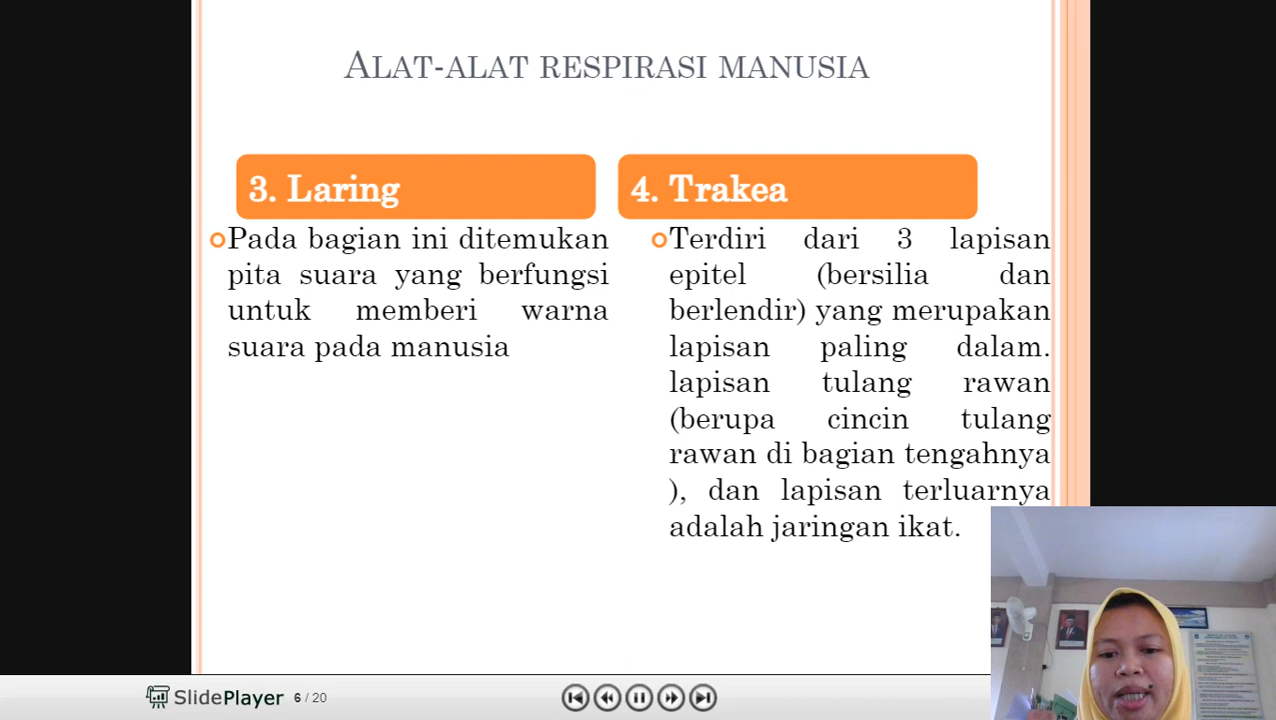 ALAT-ALAT RESPIRASI MANUSIA
3. Laring
Pada bagian ini ditemukan
pita suara yang berfungsi
untuk memberi warna
suara pada manusia
4. Trakea
Terdiri dari 3 lapisan
epitel (bersilia dan
berlendir) yang merupakan
lapisan paling dalam.
lapisan tulang rawan
(berupa cincin tulang
rawan di bagian tengahnya
), dan lapisan terluarnya
adalah jaringan ikat.
SlidePlayer 6 / 20